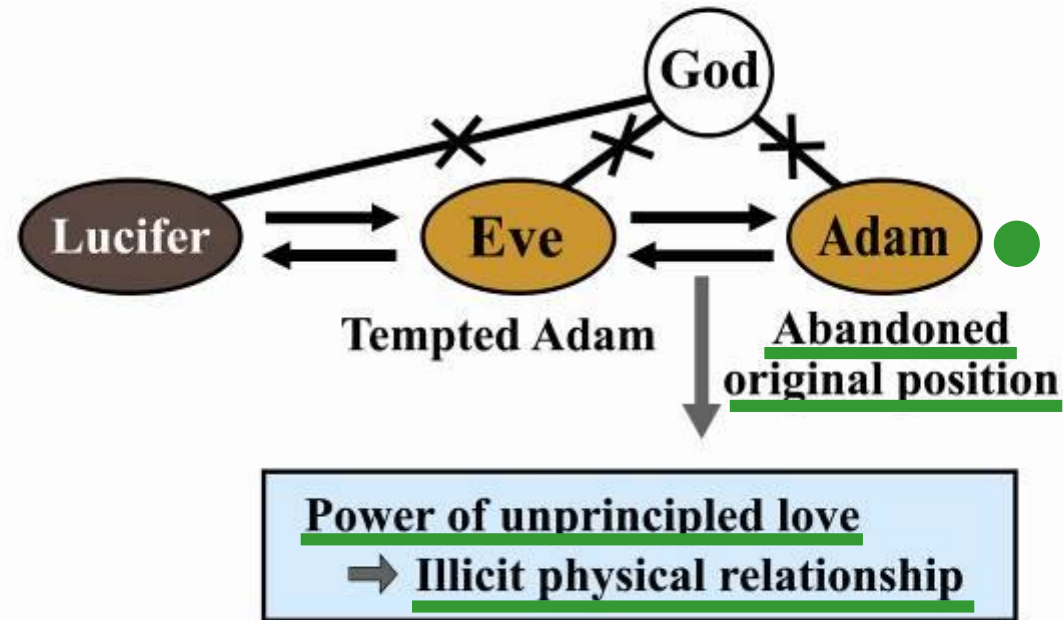 God
Lucifer
Eve
Adam
Tempted Adam
Abandoned
original position
Power of unprincipled love
Illicit physical relationship